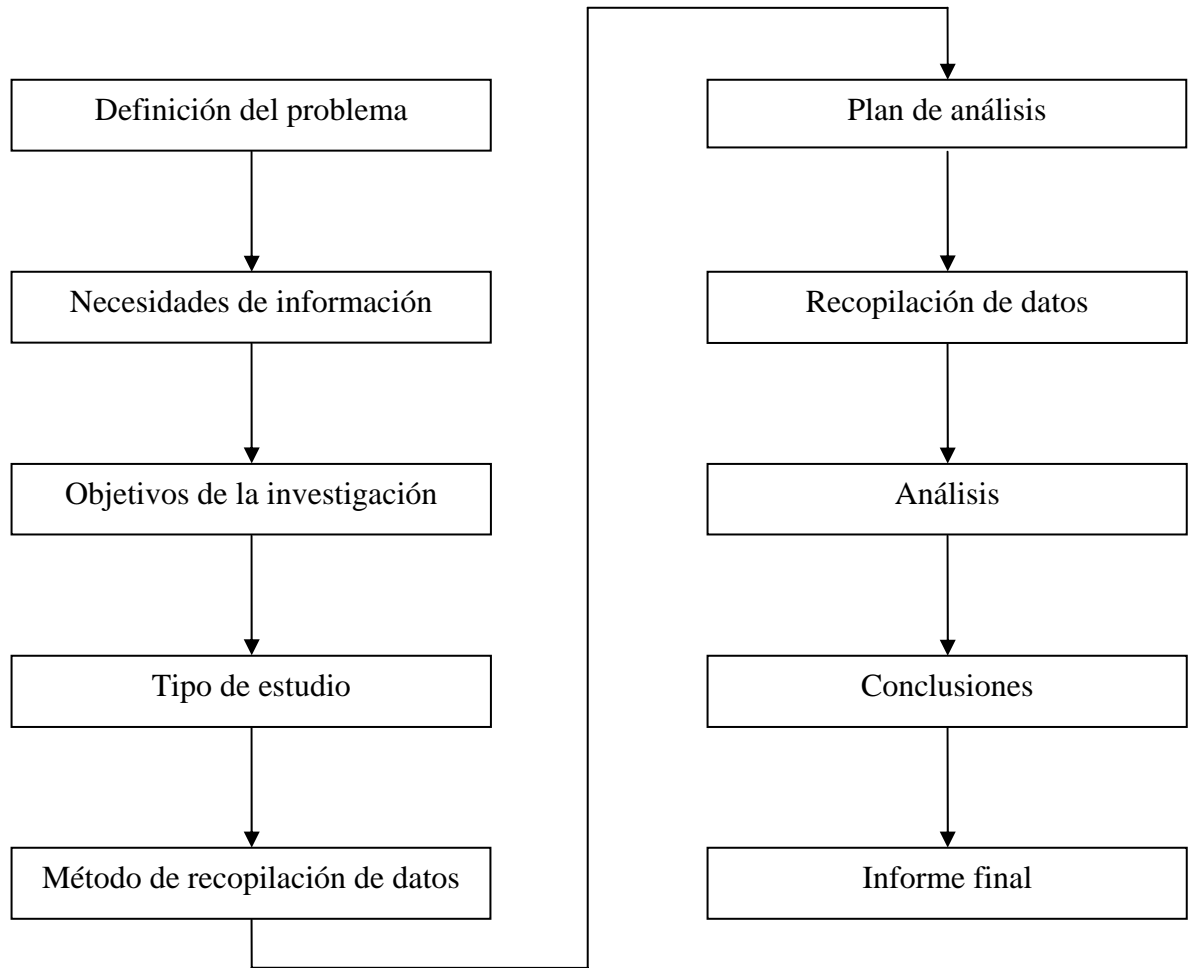 Definición del problema
Necesidades de información
Objetivos de la investigación
Tipo de estudio
Método de recopilación de datos
Plan de análisis
Recopilación de datos
Análisis
Conclusiones
Informe final